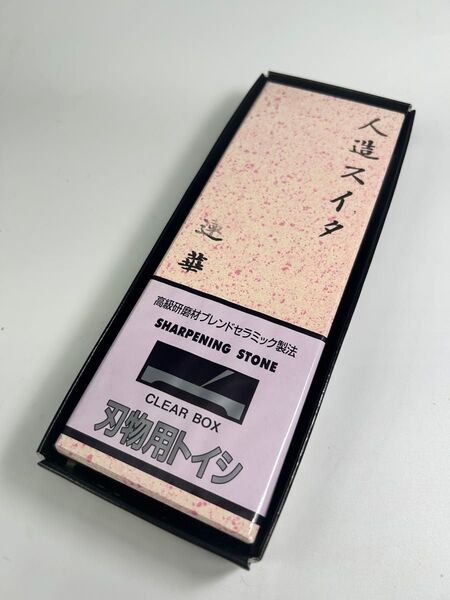 人造スイタ
蓮華
高級研磨材ブレンドセラミック製法
SHARPENING STONE
CLEAR BOX
刃物用トイシ